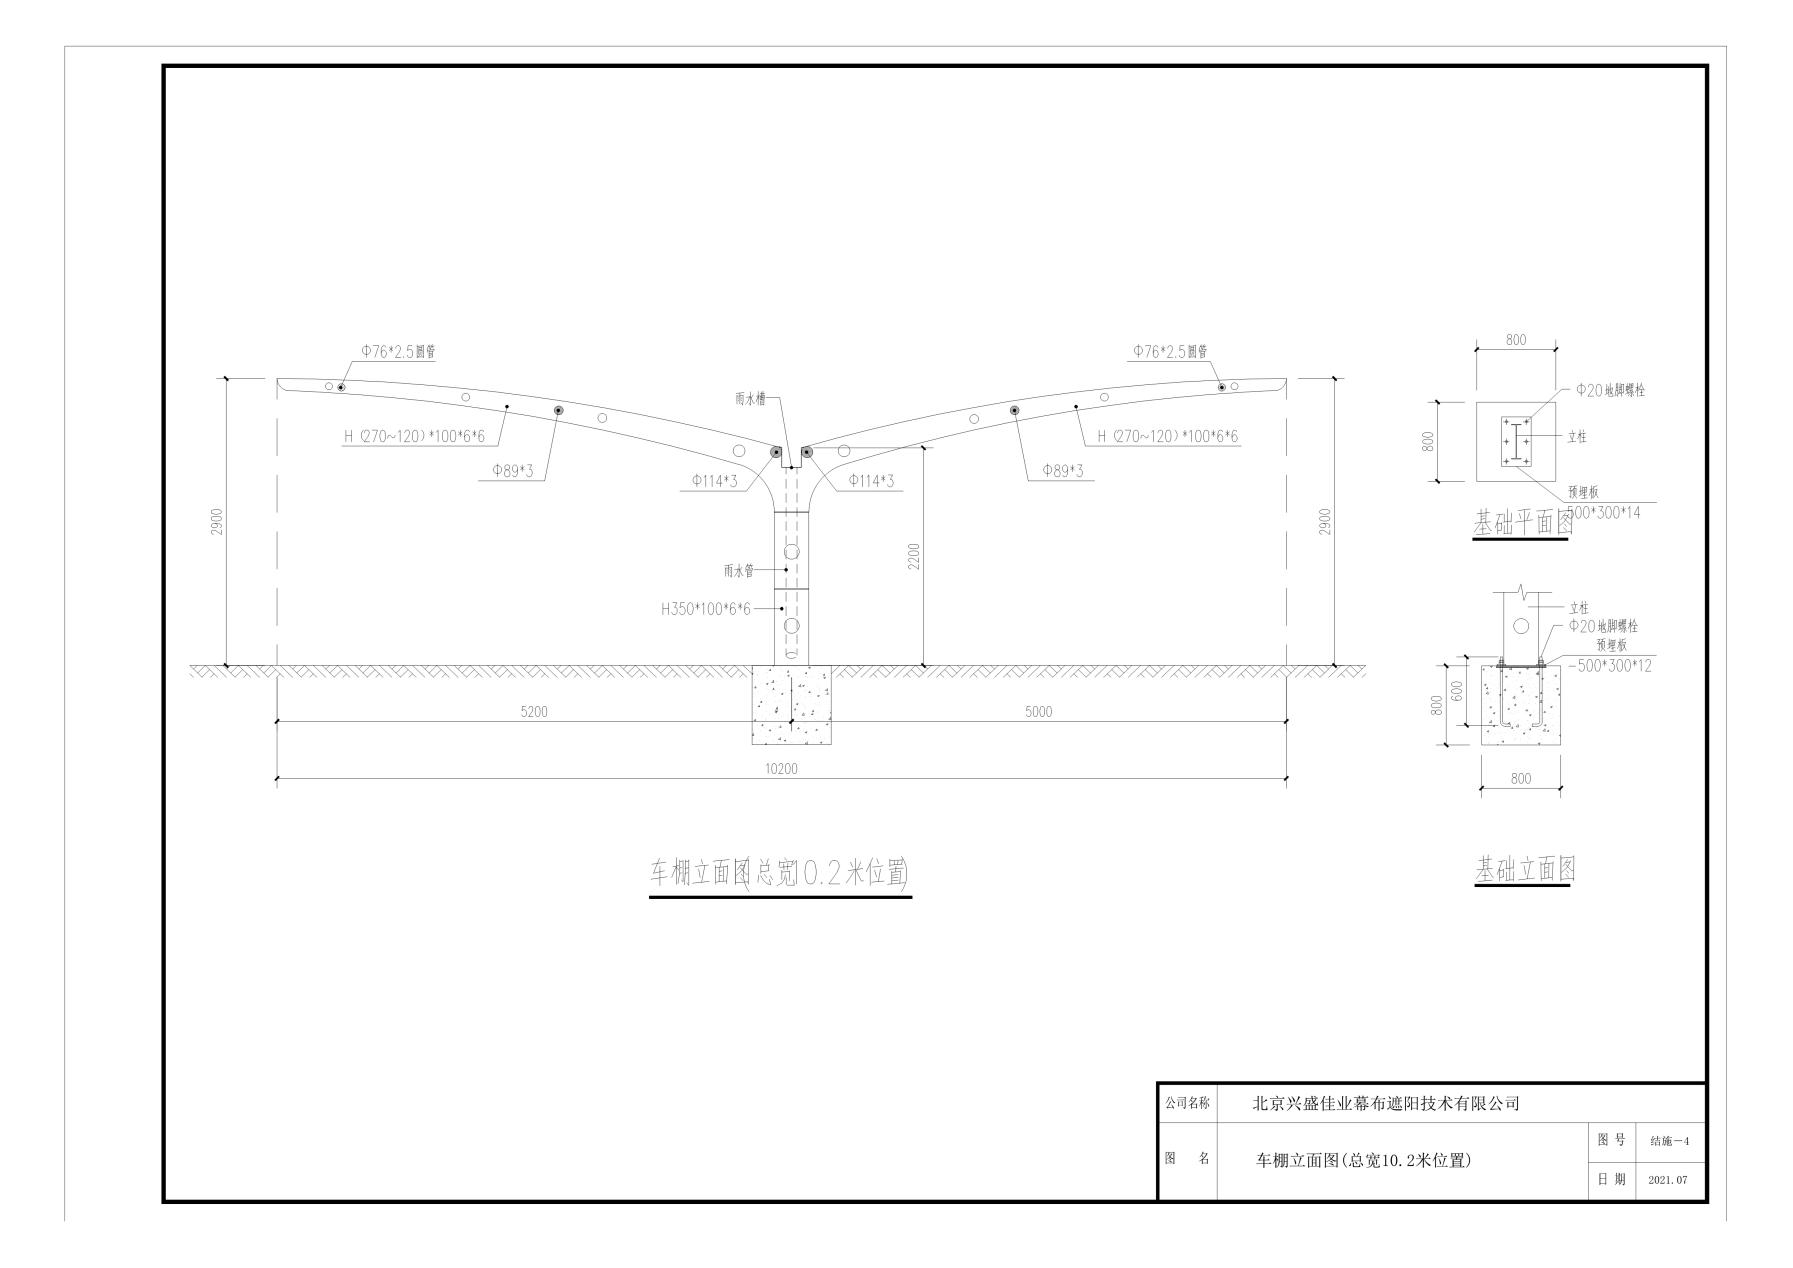 Φ76*2.5圆管
Φ76*2.5圆管
雨水槽
H (270~120) *100*6*6
H (270~120) *100*6*6
Φ89*3
Φ89*3
Φ114*3
Φ114*3
2900
2200
2900
雨水管
H350*100*6*6
5200
5000
10200
车棚立面图(总宽10.2米位置)
800
Φ20地脚螺栓
800
立柱
预埋板
-500*300*14
基础平面图
立柱
Φ20地脚螺栓
预埋板
-500*300*12
800
600
800
基础立面图
公司名称
北京兴盛佳业幕布遮阳技术有限公司
图 名
车棚立面图(总宽10.2米位置)
图 号
结施-4
日 期
2021.07